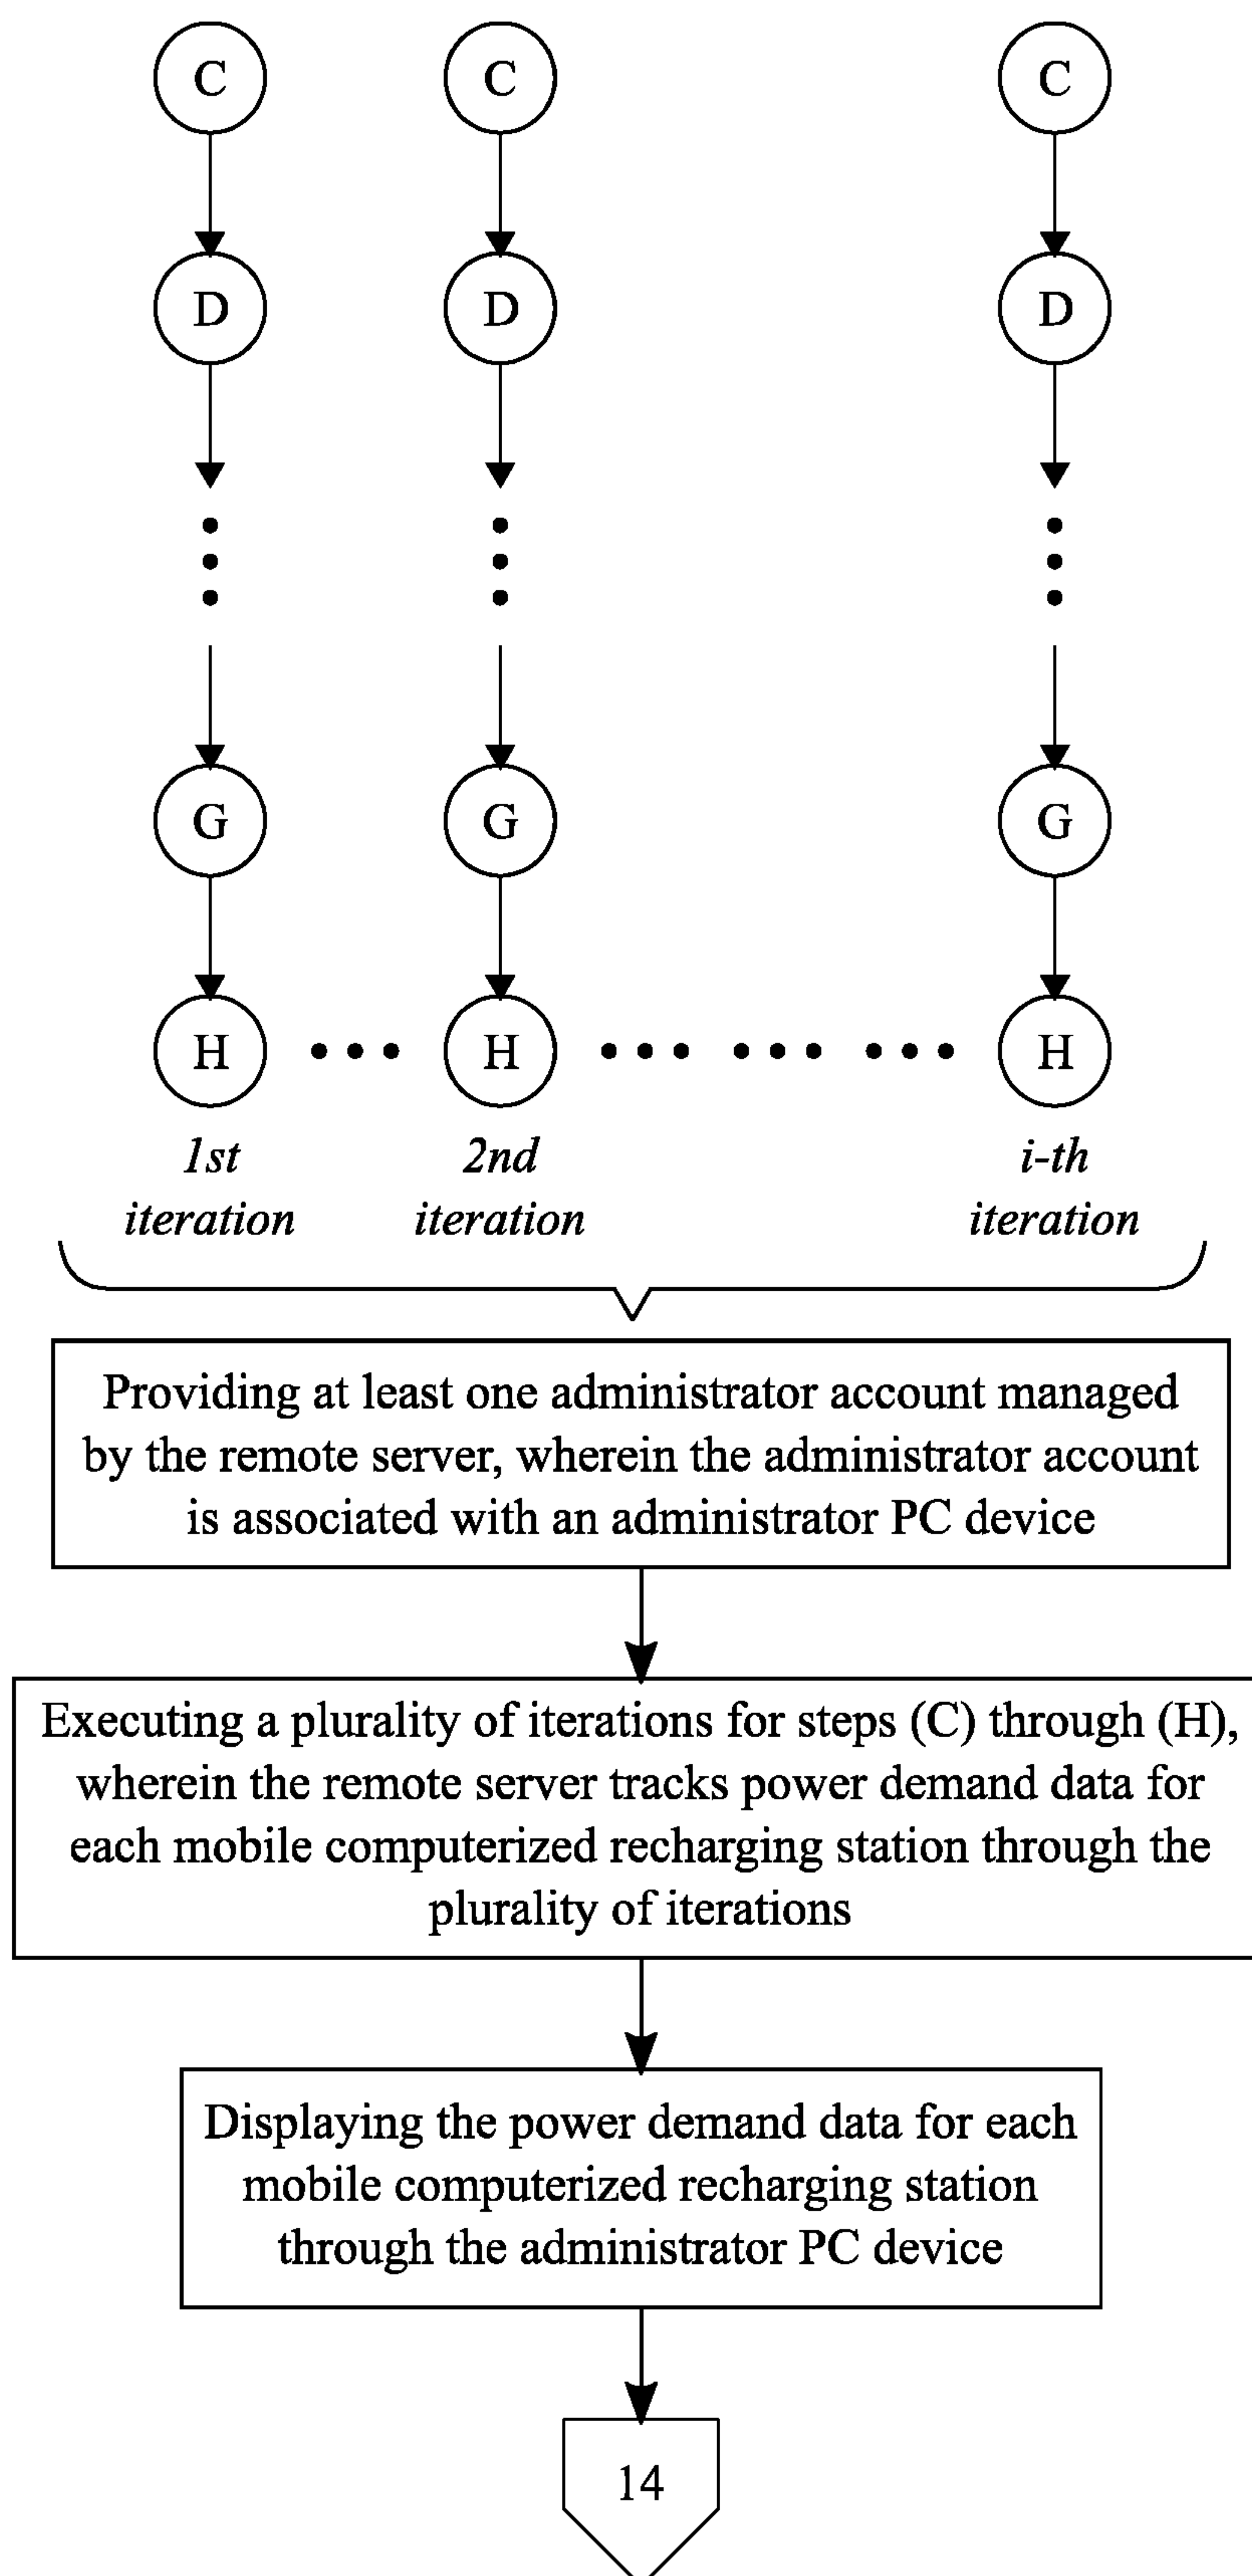 C C C
D D D
G G G
H H H
1st 2nd i-th
iteration iteration iteration
Providing at least one administrator account managed
by the remote server, wherein the administrator account
is associated with an administrator PC device
Executing a plurality of iterations for steps (C) through (H),
wherein the remote server tracks power demand data for
each mobile computerized recharging station through the
plurality of iterations
Displaying the power demand data for each
mobile computerized recharging station
through the administrator PC device
14